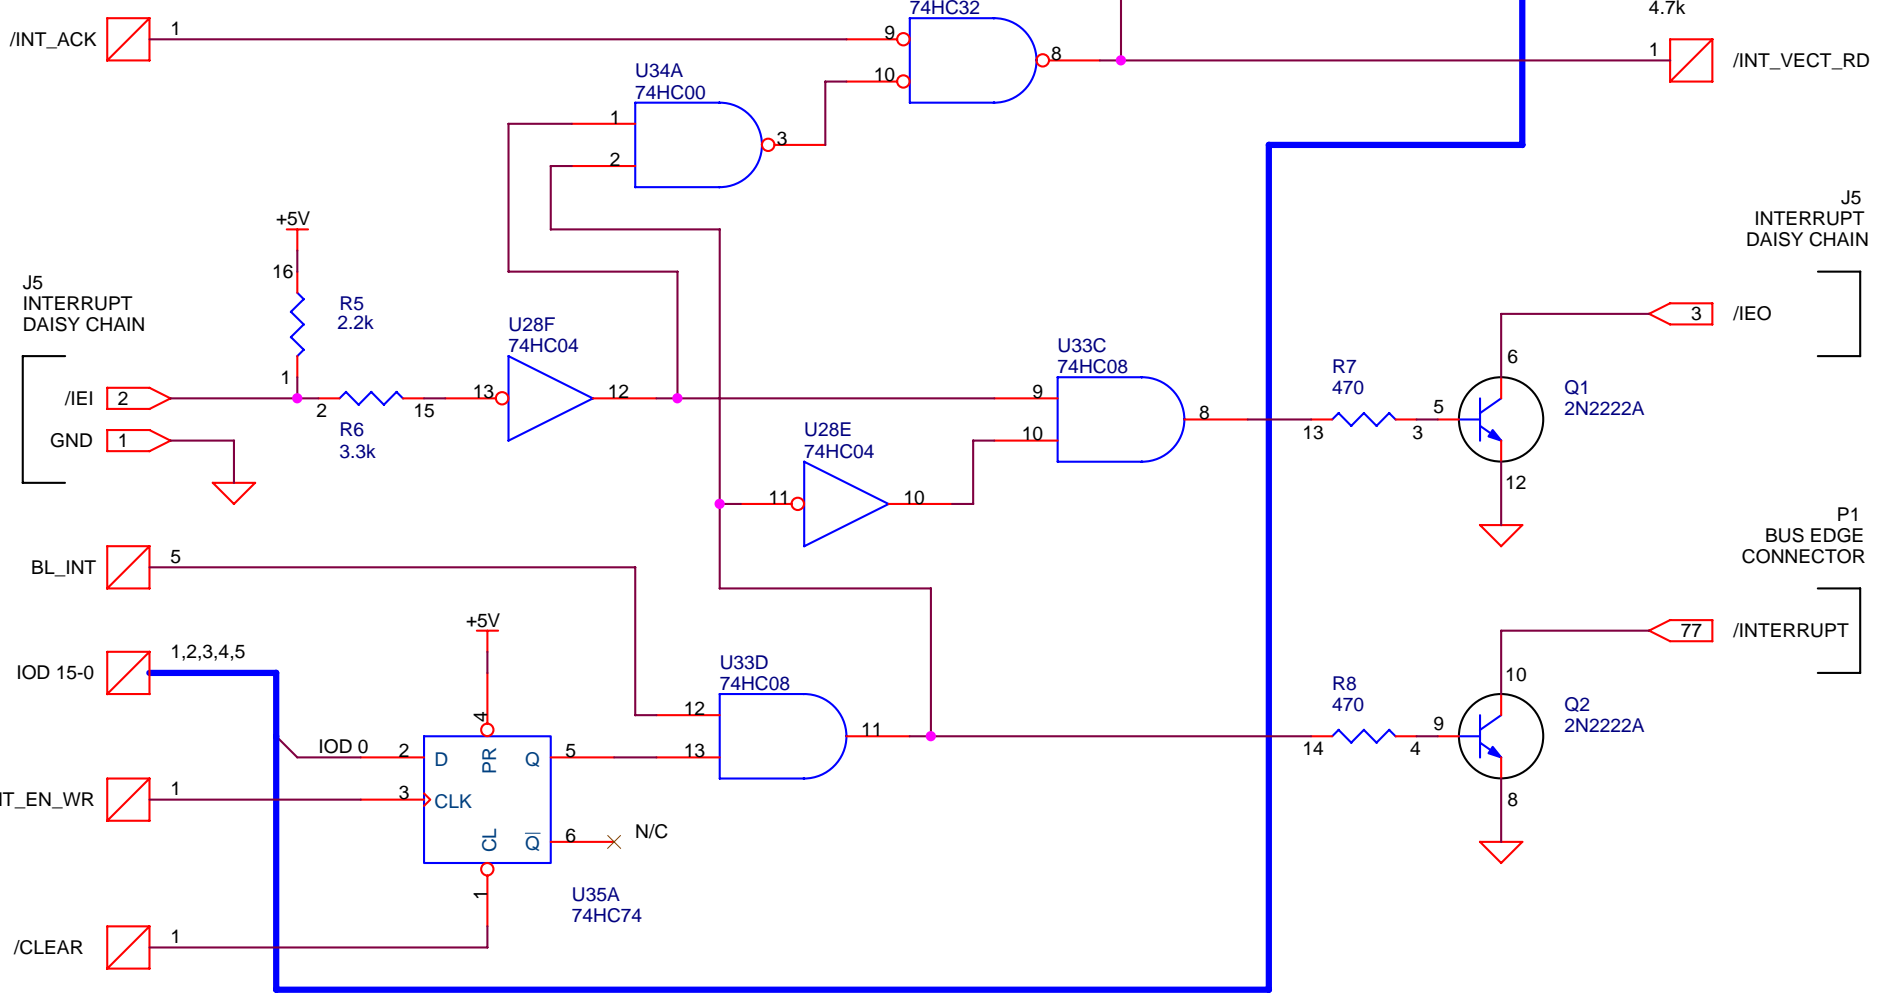 74HC32
4.7k
/INT_ACK
1
9
10
8
1
/INT_VECT_RD
U34A
74HC00
1
2
3
J5
INTERRUPT
DAISY CHAIN
+5V
16
R5
2.2k
1
J5
INTERRUPT
DAISY CHAIN
/IEI
2
GND
1
2
15
R6
3.3k
U28F
74HC04
13
12
U28E
74HC04
11
10
U33C
74HC08
9
10
8
R7
470
13
3
5
6
12
Q1
2N2222A
3
/IEO
P1
BUS EDGE
CONNECTOR
BL_INT
5
IOD 15-0
1,2,3,4,5
+5V
4
IOD 0
2
D
PR
Q
5
3
CLK
CL
Q
6
N/C
1
U35A
74HC74
T_EN_WR
1
/CLEAR
1
U33D
74HC08
12
13
11
R8
470
14
4
9
10
8
Q2
2N2222A
77
/INTERRUPT